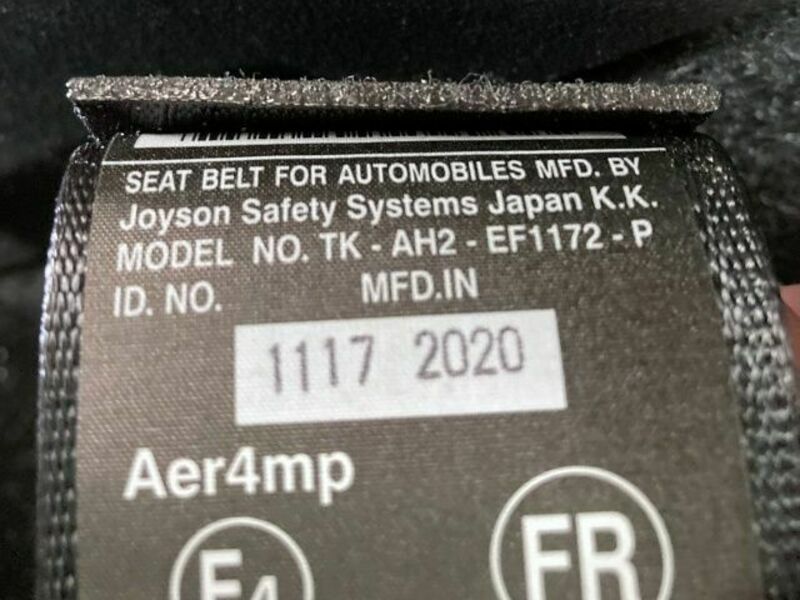 SEAT BELT FOR AUTOMOBILES MFD. BY
Joyson Safety Systems Japan K.K.
MODEL NO. TK - AH2 - EF1172 - P
ID. NO. MFD.IN
1117 2020
Aer4mp
E4 FR